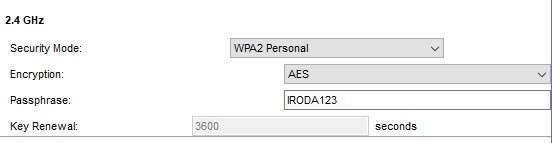 2.4 GHz
Security Mode: WPA2 Personal
Encryption: AES
Passphrase: IRODA123
Key Renewal: 3600 seconds